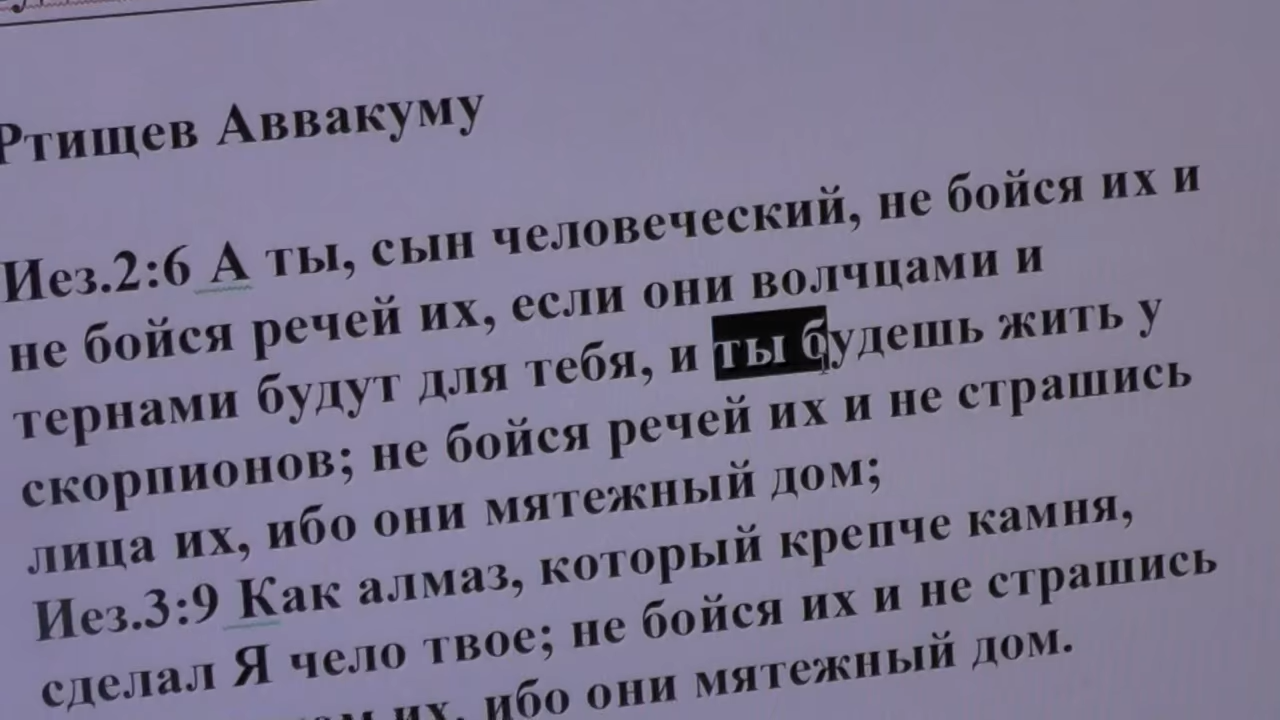 Ртищев Аввакуму
Иез.2:6 А ты, сын человеческий, не бойся их и
не бойся речей их, если они волчцами и
тернами будут для тебя, и ты будешь жить у
скорпионов; не бойся речей их и не страшись
лица их, ибо они мятежный дом;
Иез.3:9 Как алмаз, который крепче камня,
сделал Я чело твое; не бойся их и не страшись
их, ибо они мятежный дом.